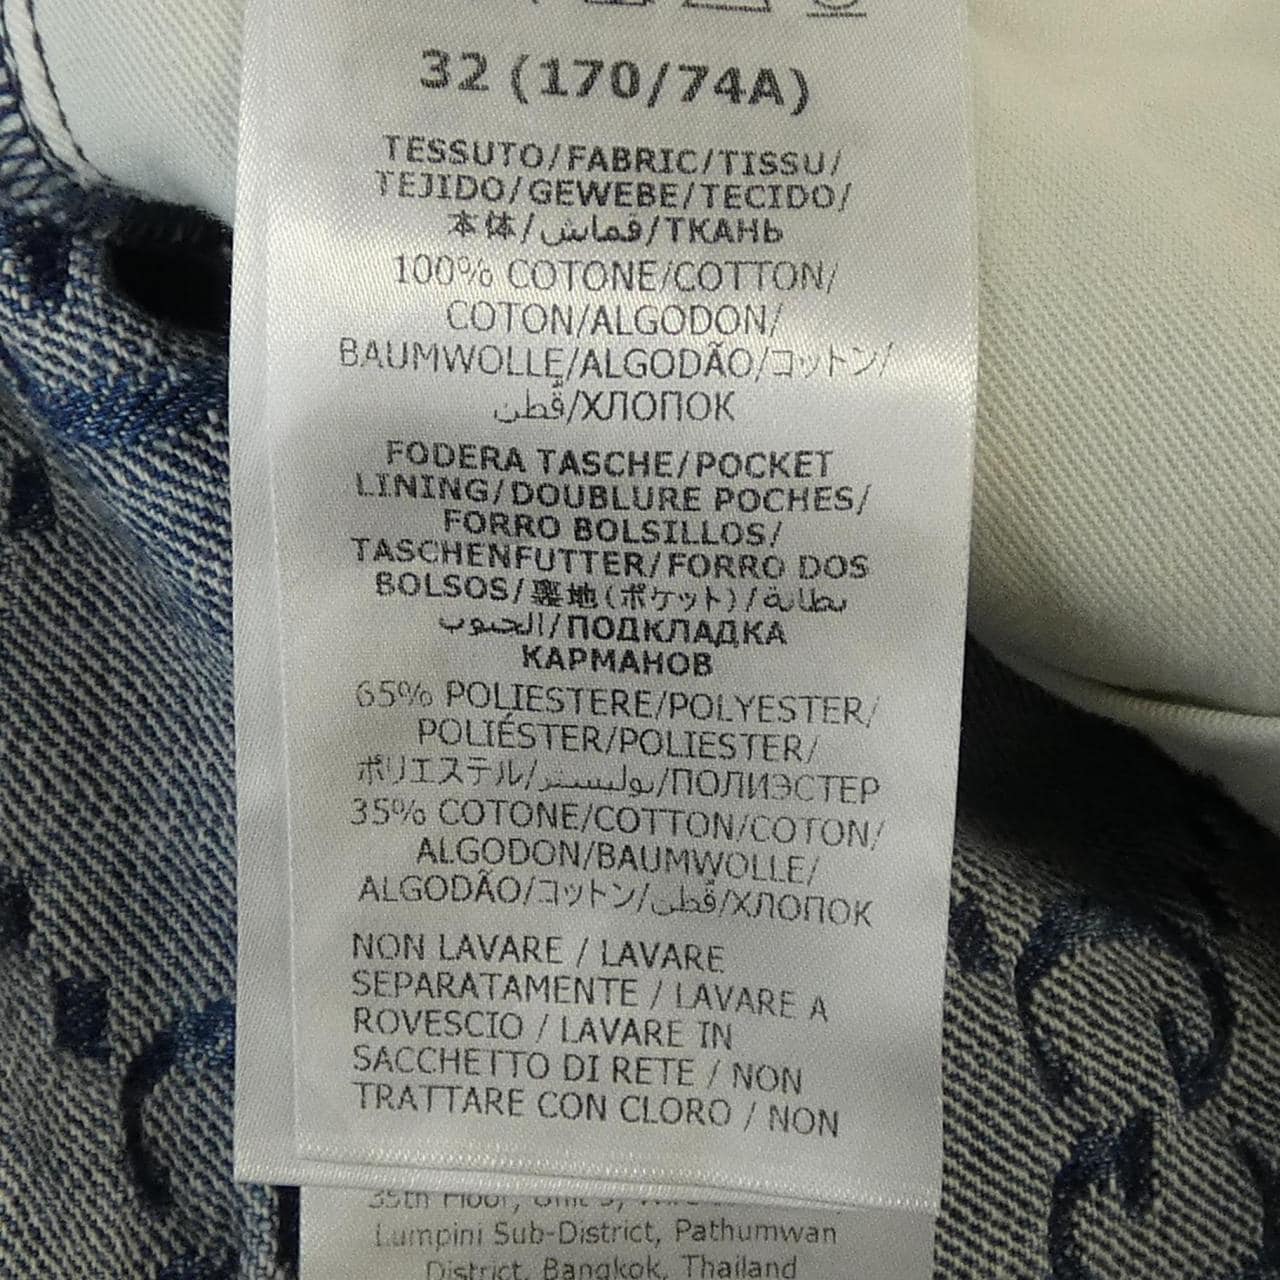 32 (170/74A)
TESSUTO/FABRIC/TISSU/
TEJIDO/GEWEBE/TECIDO/
本体/قماش/ТКАНЬ
100% COTONE/COTTON/
COTON/ALGODON/
BAUMWOLLE/ALGODÃO/コットン/
قُطن/ХЛОПОК
FODERA TASCHE/POCKET
LINING/DOUBLURE POCHES/
FORRO BOLSILLOS/
TASCHENFUTTER/FORRO DOS
BOLSOS/裏地(ポケット)/بطانة
الجيوب/ПОДКЛАДКА
КАРМАНОВ
65% POLIESTERE/POLYESTER/
POLIÉSTER/POLIESTER/
ポリエステル/بوليستر/ПОЛИЭСТЕР
35% COTONE/COTTON/COTON/
ALGODON/BAUMWOLLE/
ALGODÃO/コットン/قُطن/ХЛОПОК
NON LAVARE / LAVARE
SEPARATAMENTE / LAVARE A
ROVESCIO / LAVARE IN
SACCHETTO DI RETE / NON
TRATTARE CON CLORO / NON
35th Floor, Unit
Lumpini Sub-District, Pathumwan
District, Bangkok, Thailand